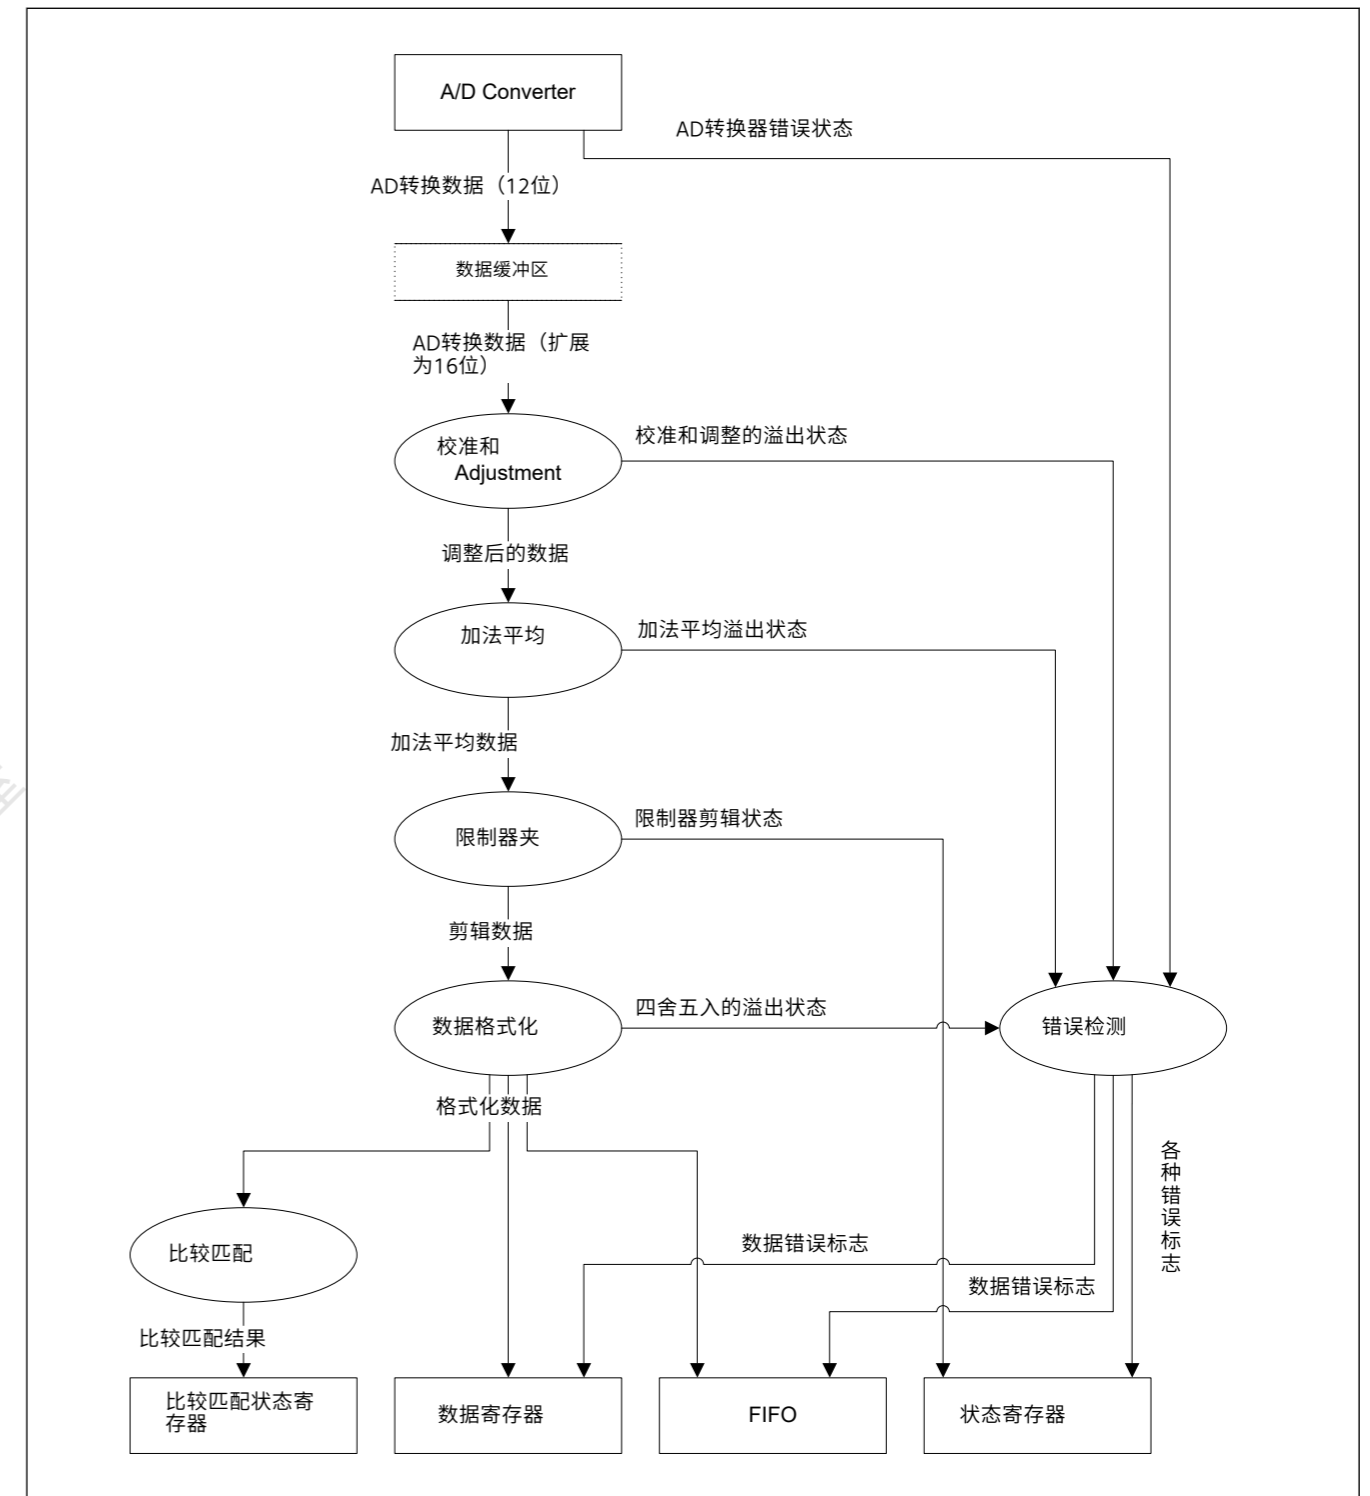 A/D Converter
AD转换器错误状态
AD转换数据（12位）
数据缓冲区
AD转换数据（扩展
为16位）
校准和
Adjustment
校准和调整的溢出状态
调整后的数据
加法平均
加法平均溢出状态
加法平均数据
限制器夹
限制器剪辑状态
剪辑数据
数据格式化
四舍五入的溢出状态
错误检测
格式化数据
各种错误标志
比较匹配
数据错误标志
数据错误标志
比较匹配结果
比较匹配状态寄
存器
数据寄存器
FIFO
状态寄存器